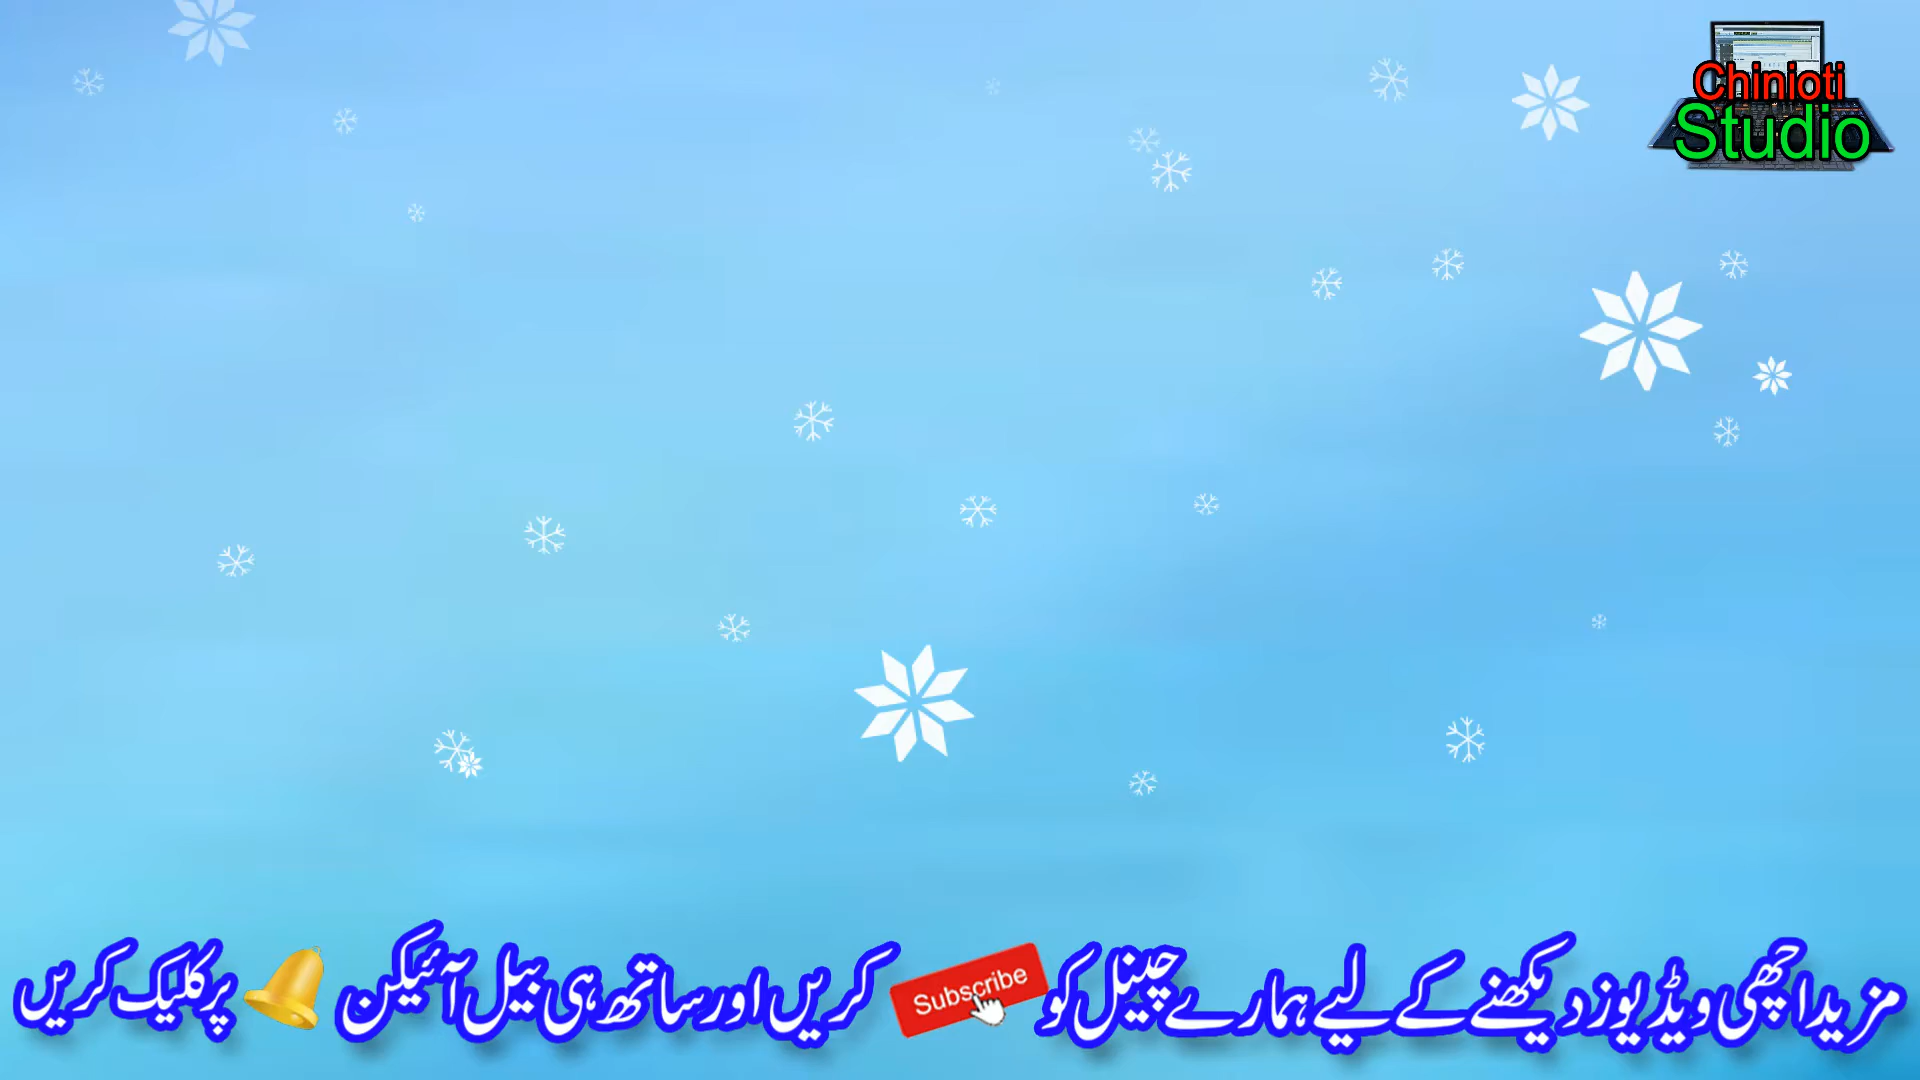 Chinioti
Studio
مزید اچھی ویڈیوز دیکھنے کے لیے ہمارے چینل کو Subscribe کریں اور ساتھ ہی بیل آئیکن پر کلیک کریں